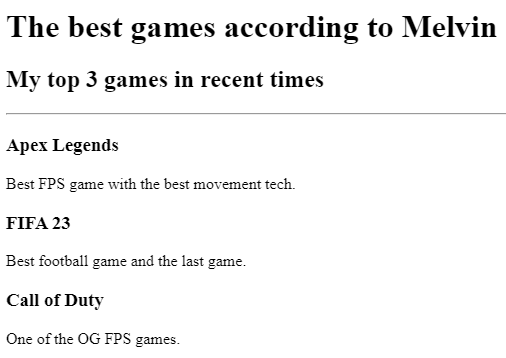 The best games according to Melvin
My top 3 games in recent times
Apex Legends
Best FPS game with the best movement tech.
FIFA 23
Best football game and the last game.
Call of Duty
One of the OG FPS games.